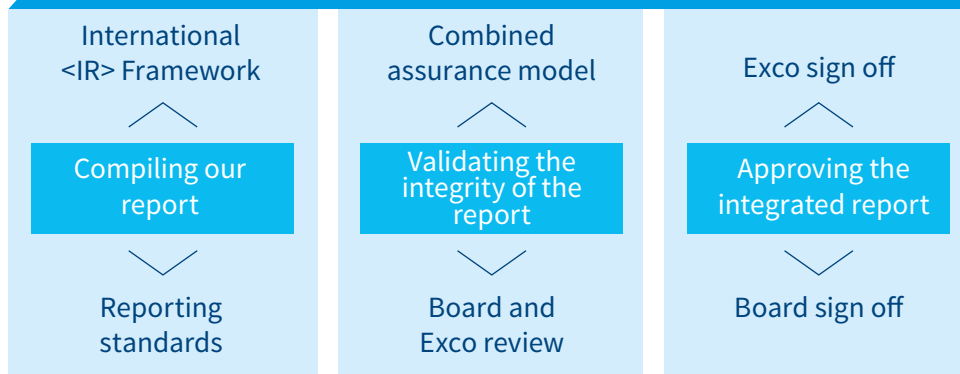 International
<IR> Framework
Compiling our
report
Reporting
standards
Combined
assurance model
Validating the
integrity of the
report
Board and
Exco review
Exco sign off
Approving the
integrated report
Board sign off